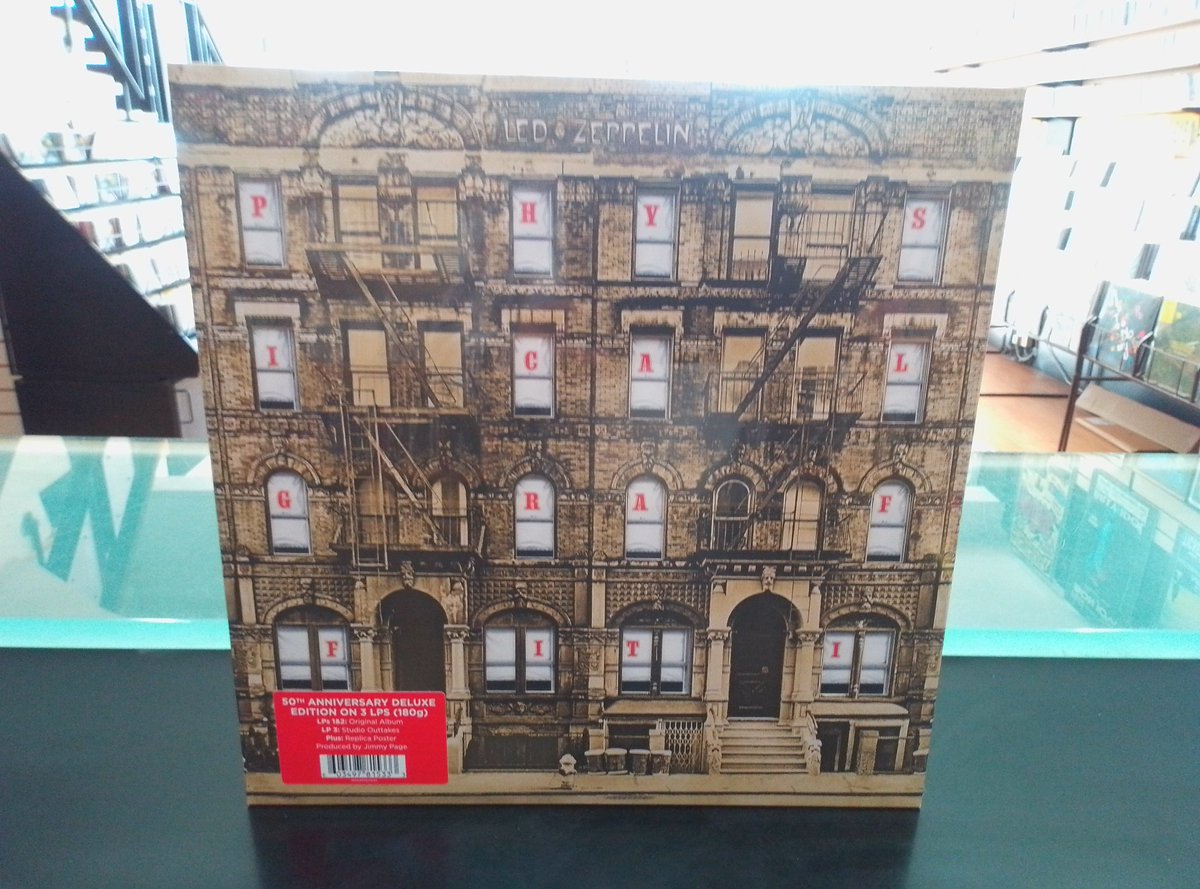 LED ZEPPELIN
P H Y S
I C A L
G R A F
F I T I
50TH ANNIVERSARY DELUXE
EDITION ON 3 LPS (180g)
LPs 1&2: Original Album
LP 3: Studio Outtakes
Plus: Replica Poster
Produced by Jimmy Page